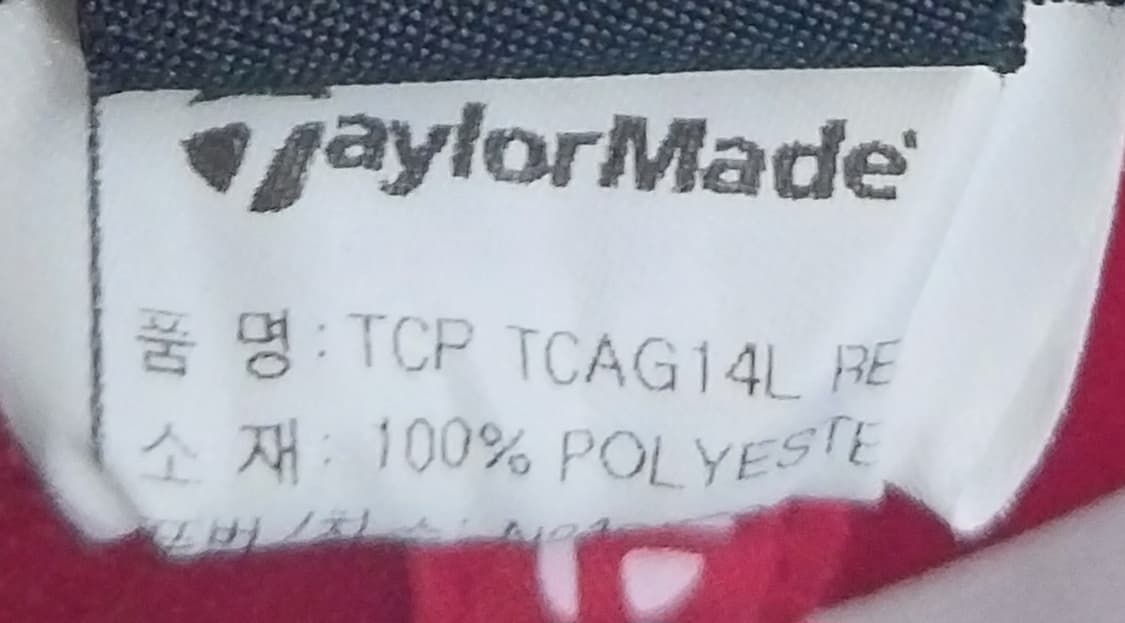 TaylorMade
품 명 : TCP TCAG14L RE
소 재 : 100% POLYESTE